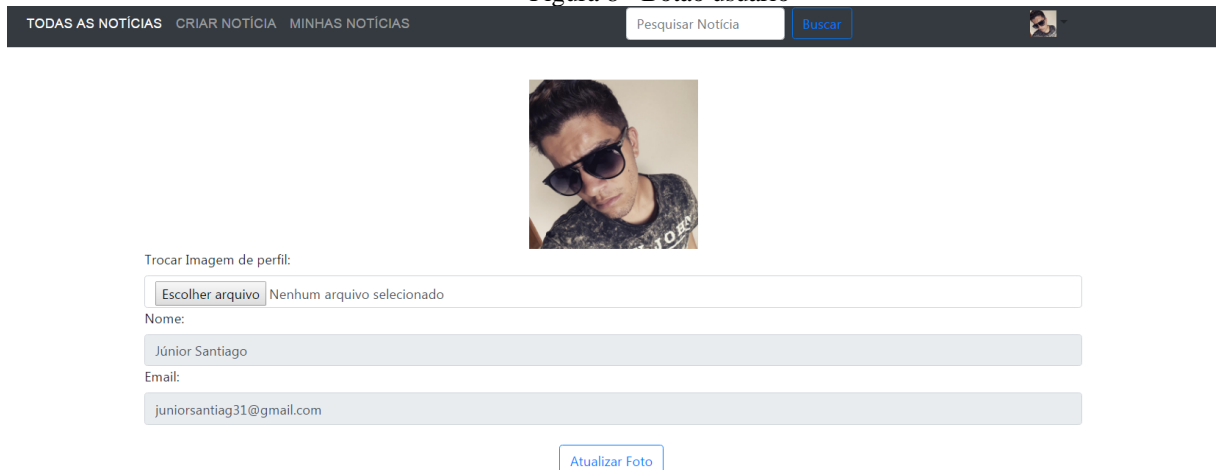 TODAS AS NOTÍCIAS CRIAR NOTÍCIA MINHAS NOTÍCIAS Pesquisar Notícia Buscar
JOHN
Trocar Imagem de perfil:
Escolher arquivo Nenhum arquivo selecionado
Nome:
Júnior Santiago
Email:
juniorsantiag31@gmail.com
Atualizar Foto